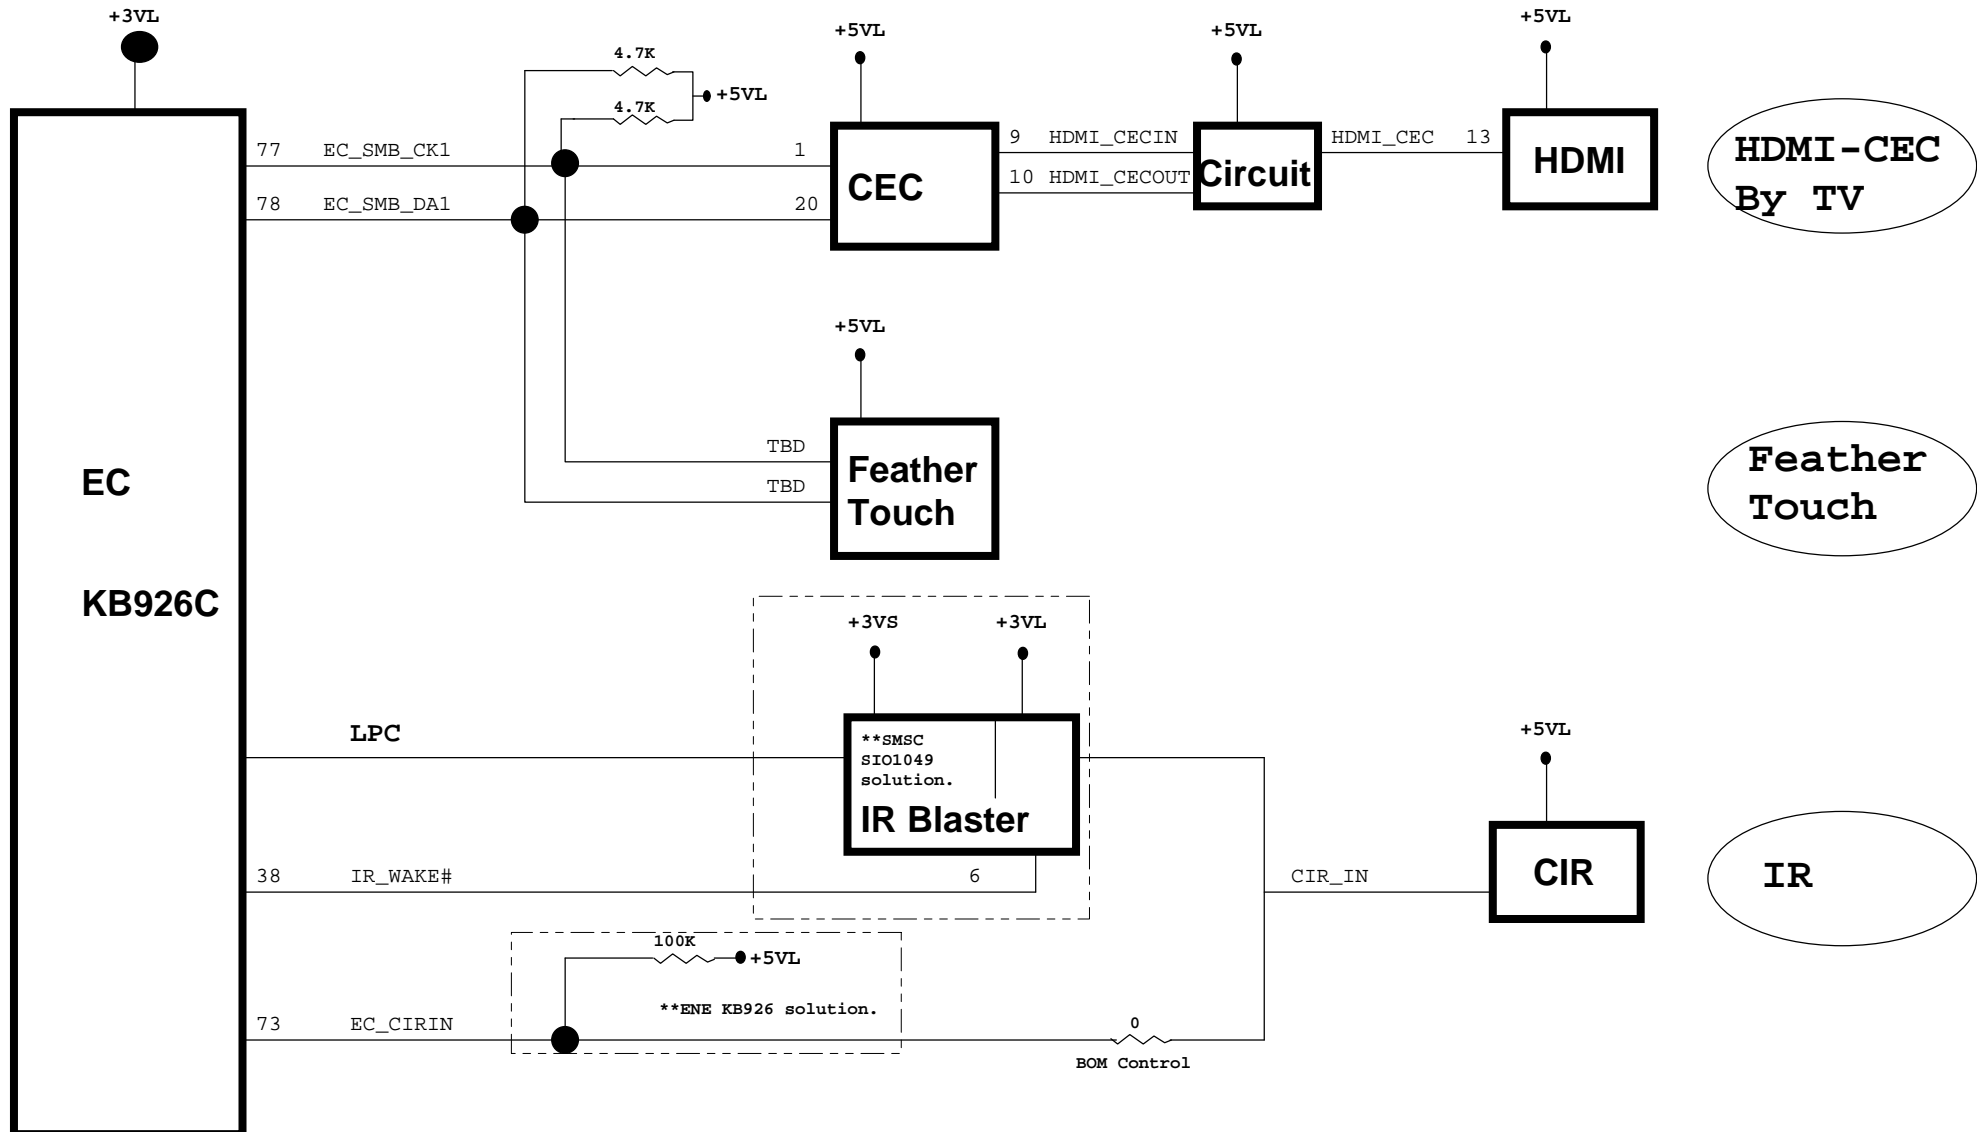 +3VL
+5VL
+5VL
+5VL
4.7K
+5VL
4.7K
77 EC_SMB_CK1 1
9 HDMI_CECIN
HDMI_CEC 13
HDMI-CEC
By TV
HDMI
Circuit
CEC
10 HDMI_CECOUT
78 EC_SMB_DA1 20
+5VL
TBD
TBD
Feather
Touch
Feather
Touch
EC
KB926C
+3VS +3VL
LPC
**SMSC
SIO1049
solution.
IR Blaster
+5VL
CIR
IR
38 IR_WAKE# 6
CIR_IN
100K
+5VL
**ENE KB926 solution.
73 EC_CIRIN
0
BOM Control